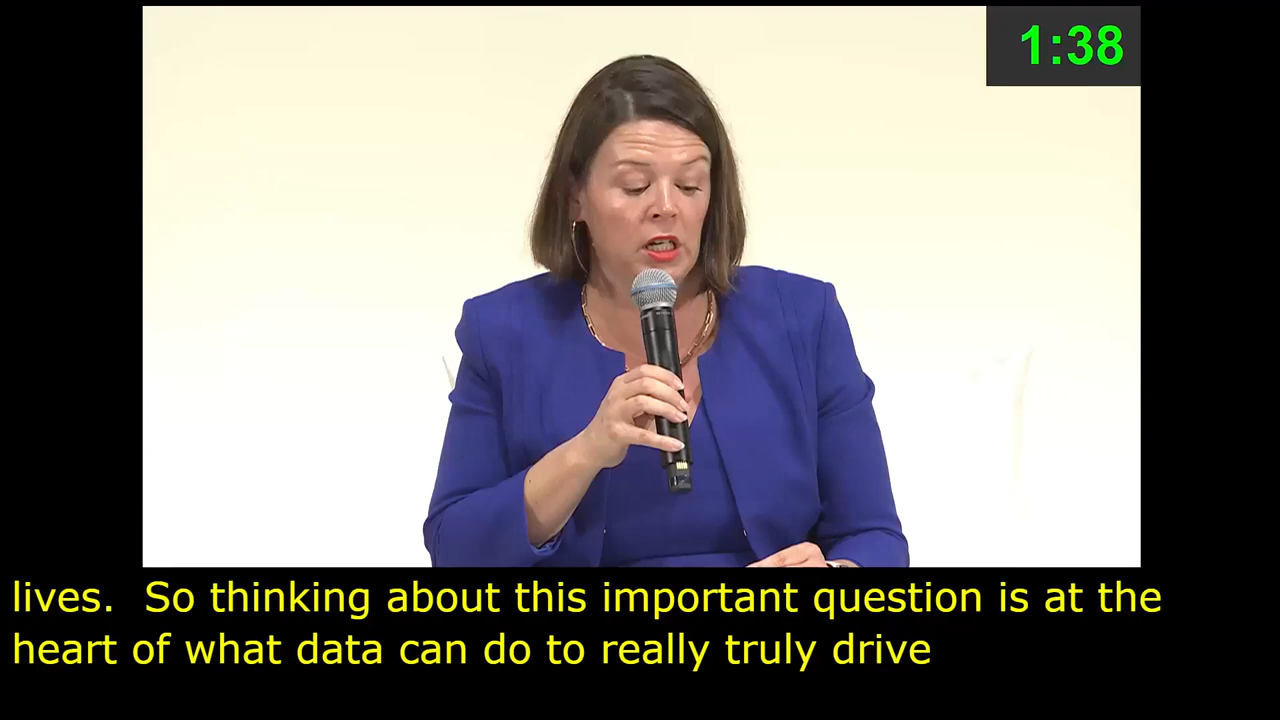 1:38
lives.  So thinking about this important question is at the
heart of what data can do to really truly drive